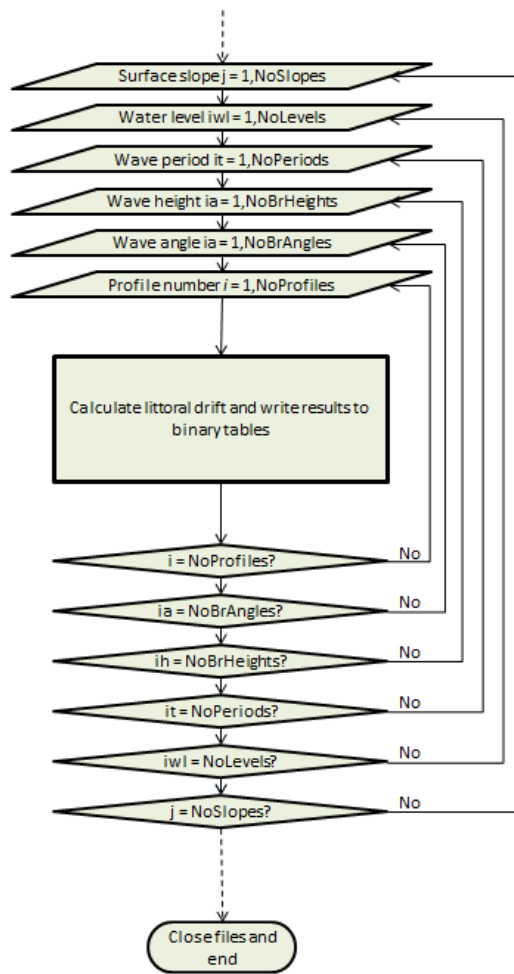 Surface slope j = 1,NoSlopes
Water level iwl = 1,NoLevels
Wave period it = 1,NoPeriods
Wave height ia = 1,NoBrHeights
Wave angle ia = 1,NoBrAngles
Profile number i = 1,NoProfiles
Calculate littoral drift and write results to
binary tables
No
i = NoProfiles?
No
ia = NoBrAngles?
No
ih = NoBrHeights?
No
it = NoPeriods?
No
iwl = NoLevels?
No
j = NoSlopes?
Close files and
end